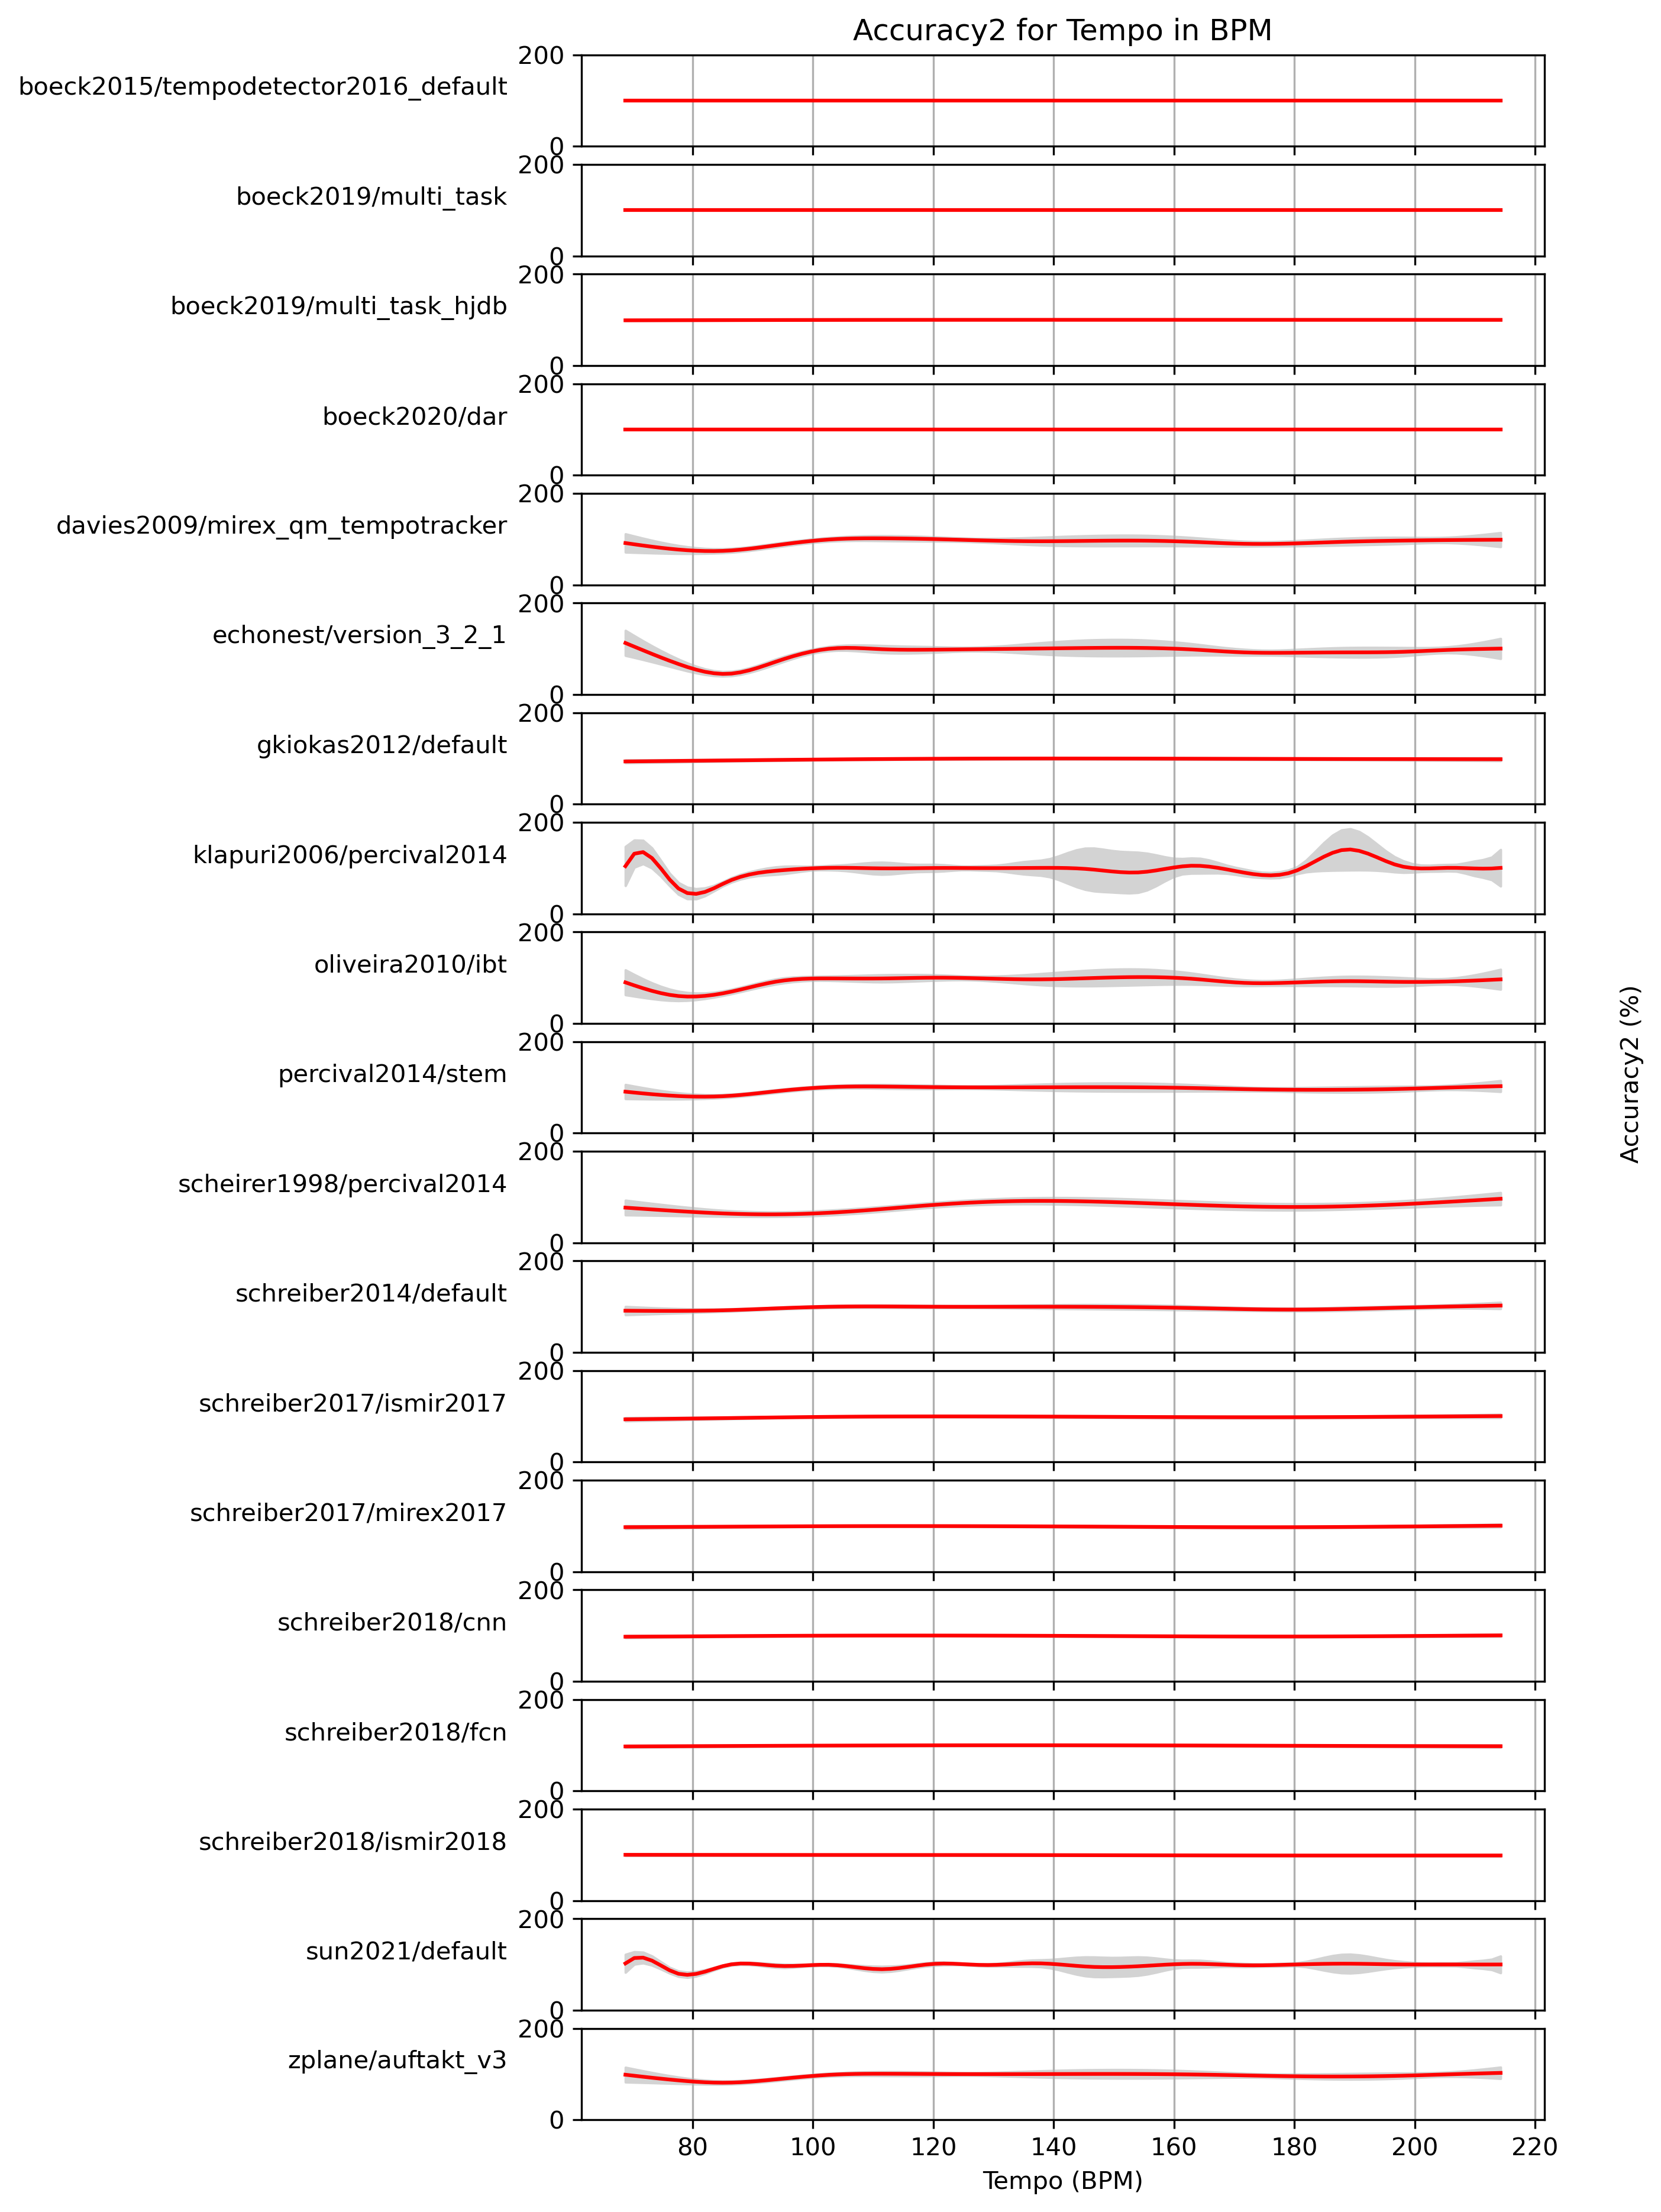 Accuracy2 for Tempo in BPM
boeck2015/tempodetector2016_default
200
0
boeck2019/multi_task
200
0
boeck2019/multi_task_hjdb
200
0
boeck2020/dar
200
0
davies2009/mirex_qm_tempotracker
200
0
echonest/version_3_2_1
200
0
gkiokas2012/default
200
0
klapuri2006/percival2014
200
0
oliveira2010/ibt
200
0
percival2014/stem
200
0
scheirer1998/percival2014
200
0
schreiber2014/default
200
0
schreiber2017/ismir2017
200
0
schreiber2017/mirex2017
200
0
schreiber2018/cnn
200
0
schreiber2018/fcn
200
0
schreiber2018/ismir2018
200
0
sun2021/default
200
0
zplane/auftakt_v3
200
0
80 100 120 140 160 180 200 220
Tempo (BPM)
Accuracy2 (%)